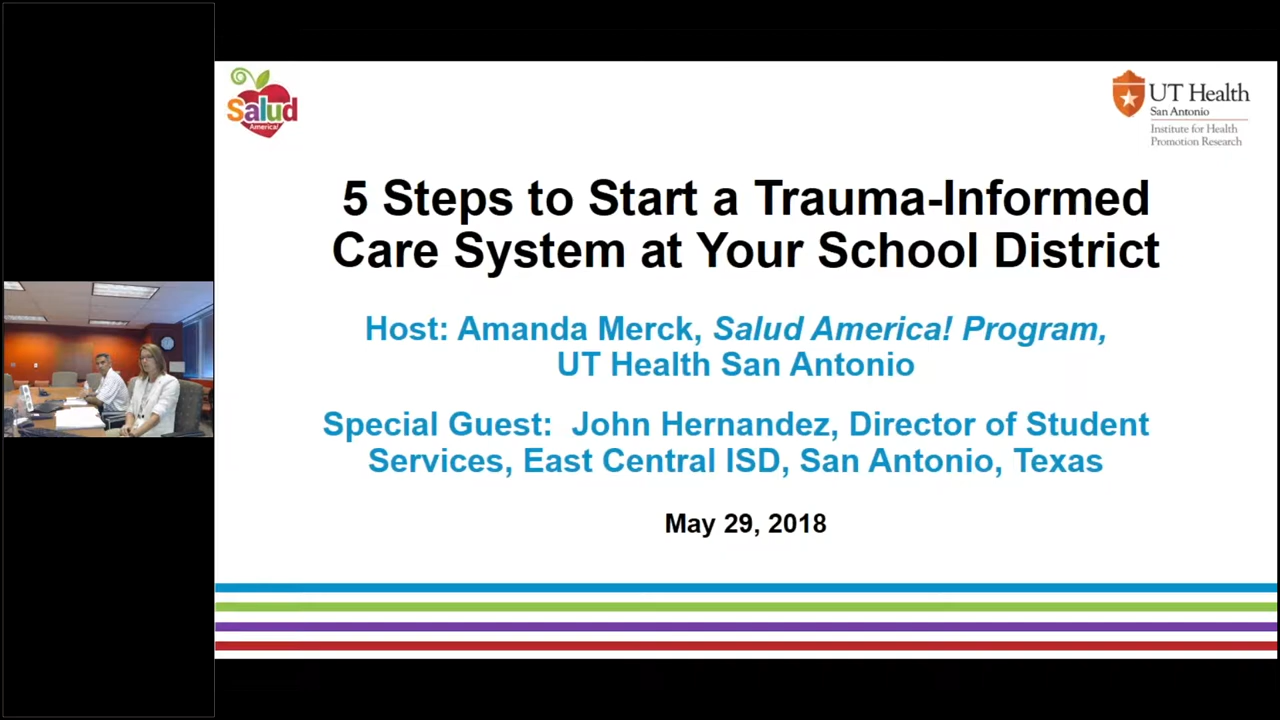 Salud
America!
UT Health
San Antonio
Institute for Health
Promotion Research
5 Steps to Start a Trauma-Informed
Care System at Your School District
Host: Amanda Merck, Salud America! Program,
UT Health San Antonio
Special Guest: John Hernandez, Director of Student
Services, East Central ISD, San Antonio, Texas
May 29, 2018